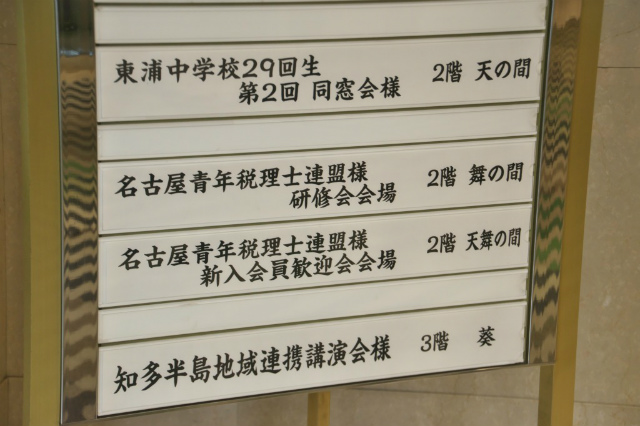 東浦中学校29回生
第2回 同窓会様 2階 天の間
名古屋青年税理士連盟様
研修会会場 2階 舞の間
名古屋青年税理士連盟様
新入会員歓迎会会場 2階 天舞の間
知多半島地域連携講演会様 3階 葵